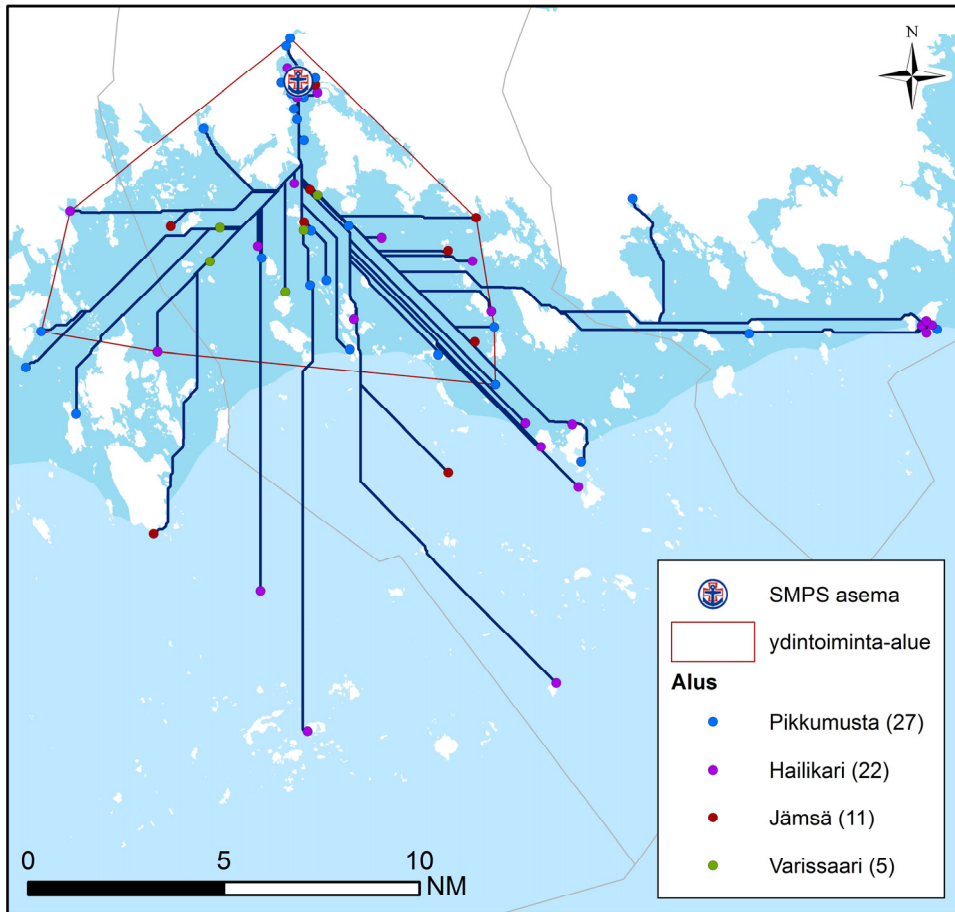 N
SMPS asema
ydintoiminta-alue
Alus
Pikkumusta (27)
Hailikari (22)
Jämsä (11)
Varissaari (5)
0 5 10
NM